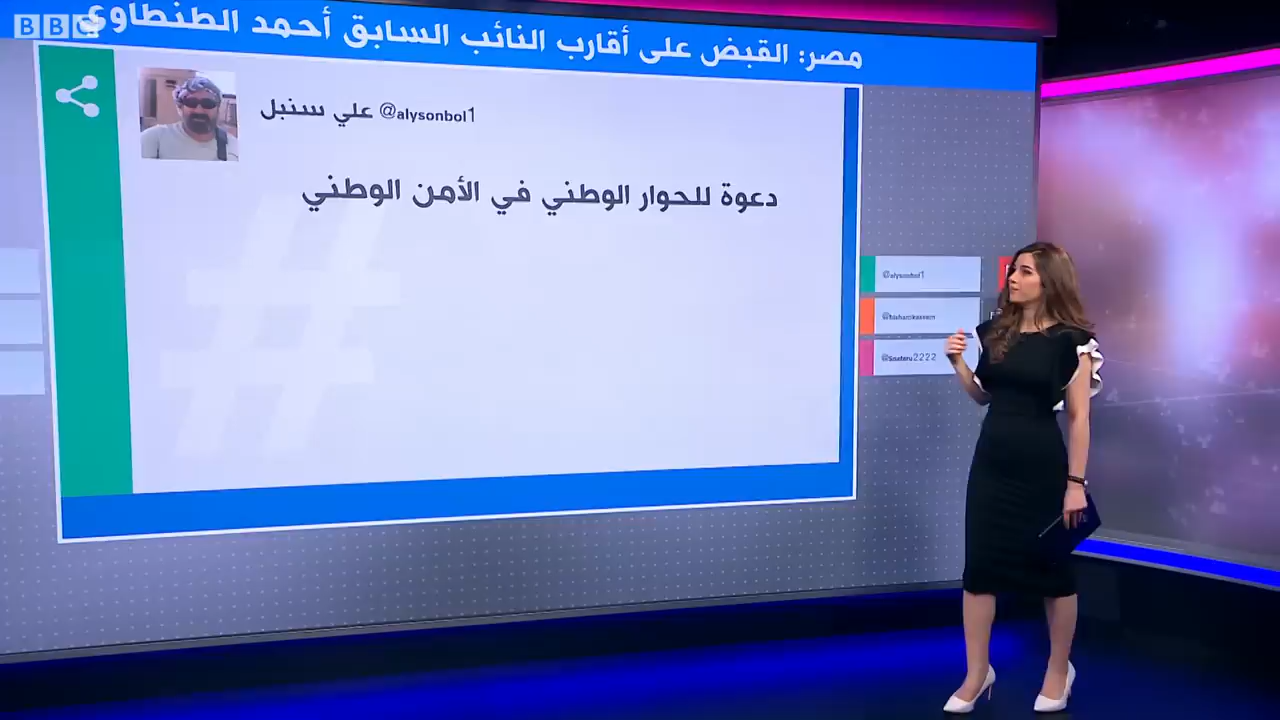 BBC
مصر: القبض على أقارب النائب السابق أحمد الطنطاوي
علي سنبل @alysonbol1
دعوة للحوار الوطني في الأمن الوطني
@alysonbol1